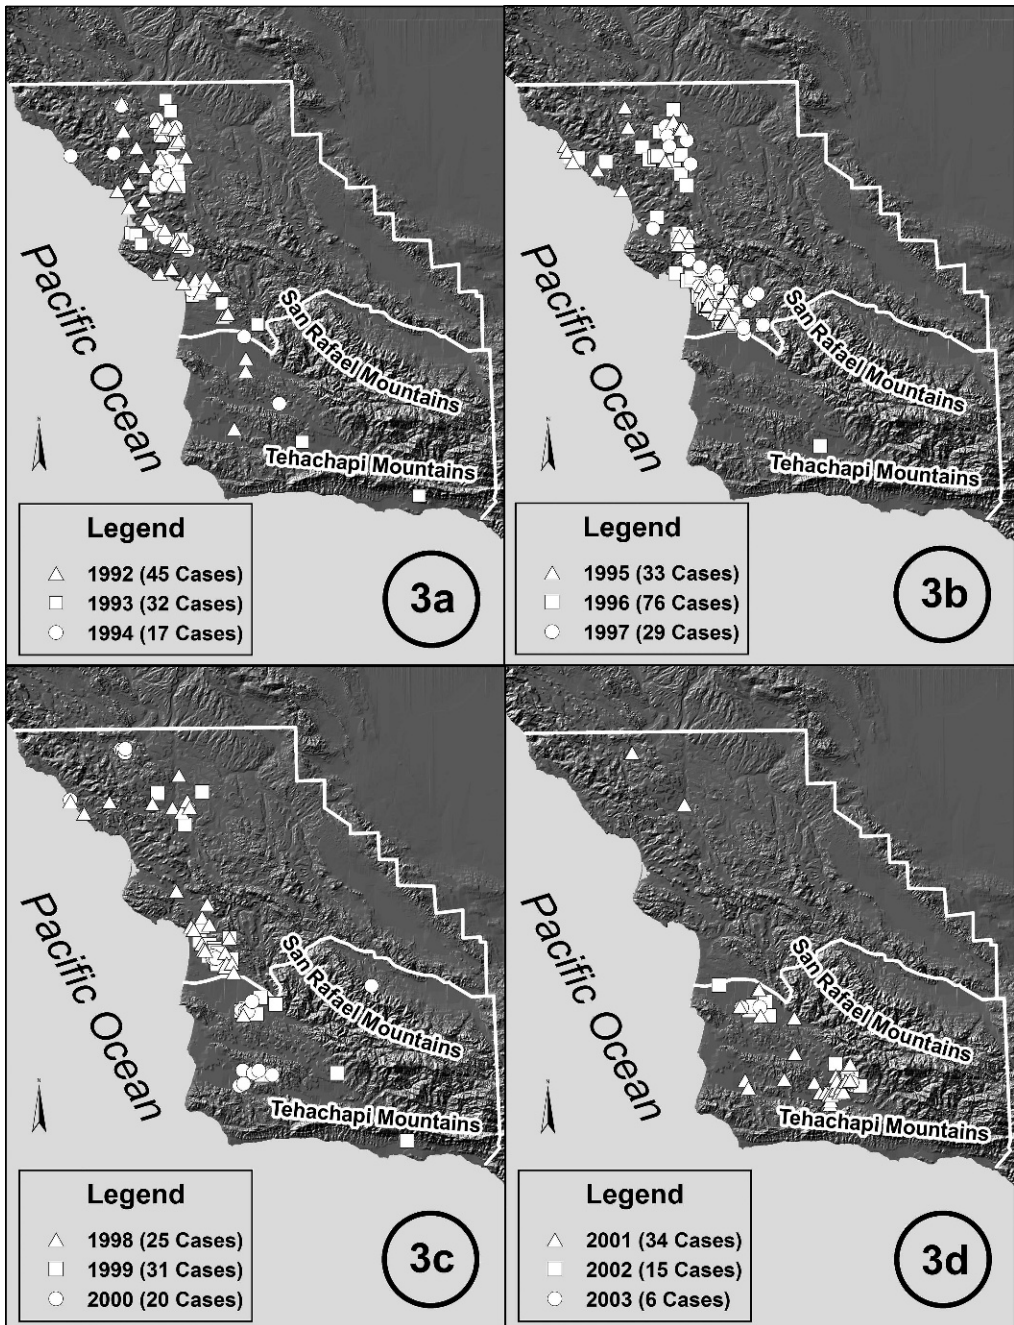 Pacific Ocean
San Rafael Mountains
Tehachapi Mountains
Legend
1992 (45 Cases)
1993 (32 Cases)
1994 (17 Cases)
3a
Pacific Ocean
San Rafael Mountains
Tehachapi Mountains
Legend
1995 (33 Cases)
1996 (76 Cases)
1997 (29 Cases)
3b
Pacific Ocean
San Rafael Mountains
Tehachapi Mountains
Legend
1998 (25 Cases)
1999 (31 Cases)
2000 (20 Cases)
3c
Pacific Ocean
San Rafael Mountains
Tehachapi Mountains
Legend
2001 (34 Cases)
2002 (15 Cases)
2003 (6 Cases)
3d